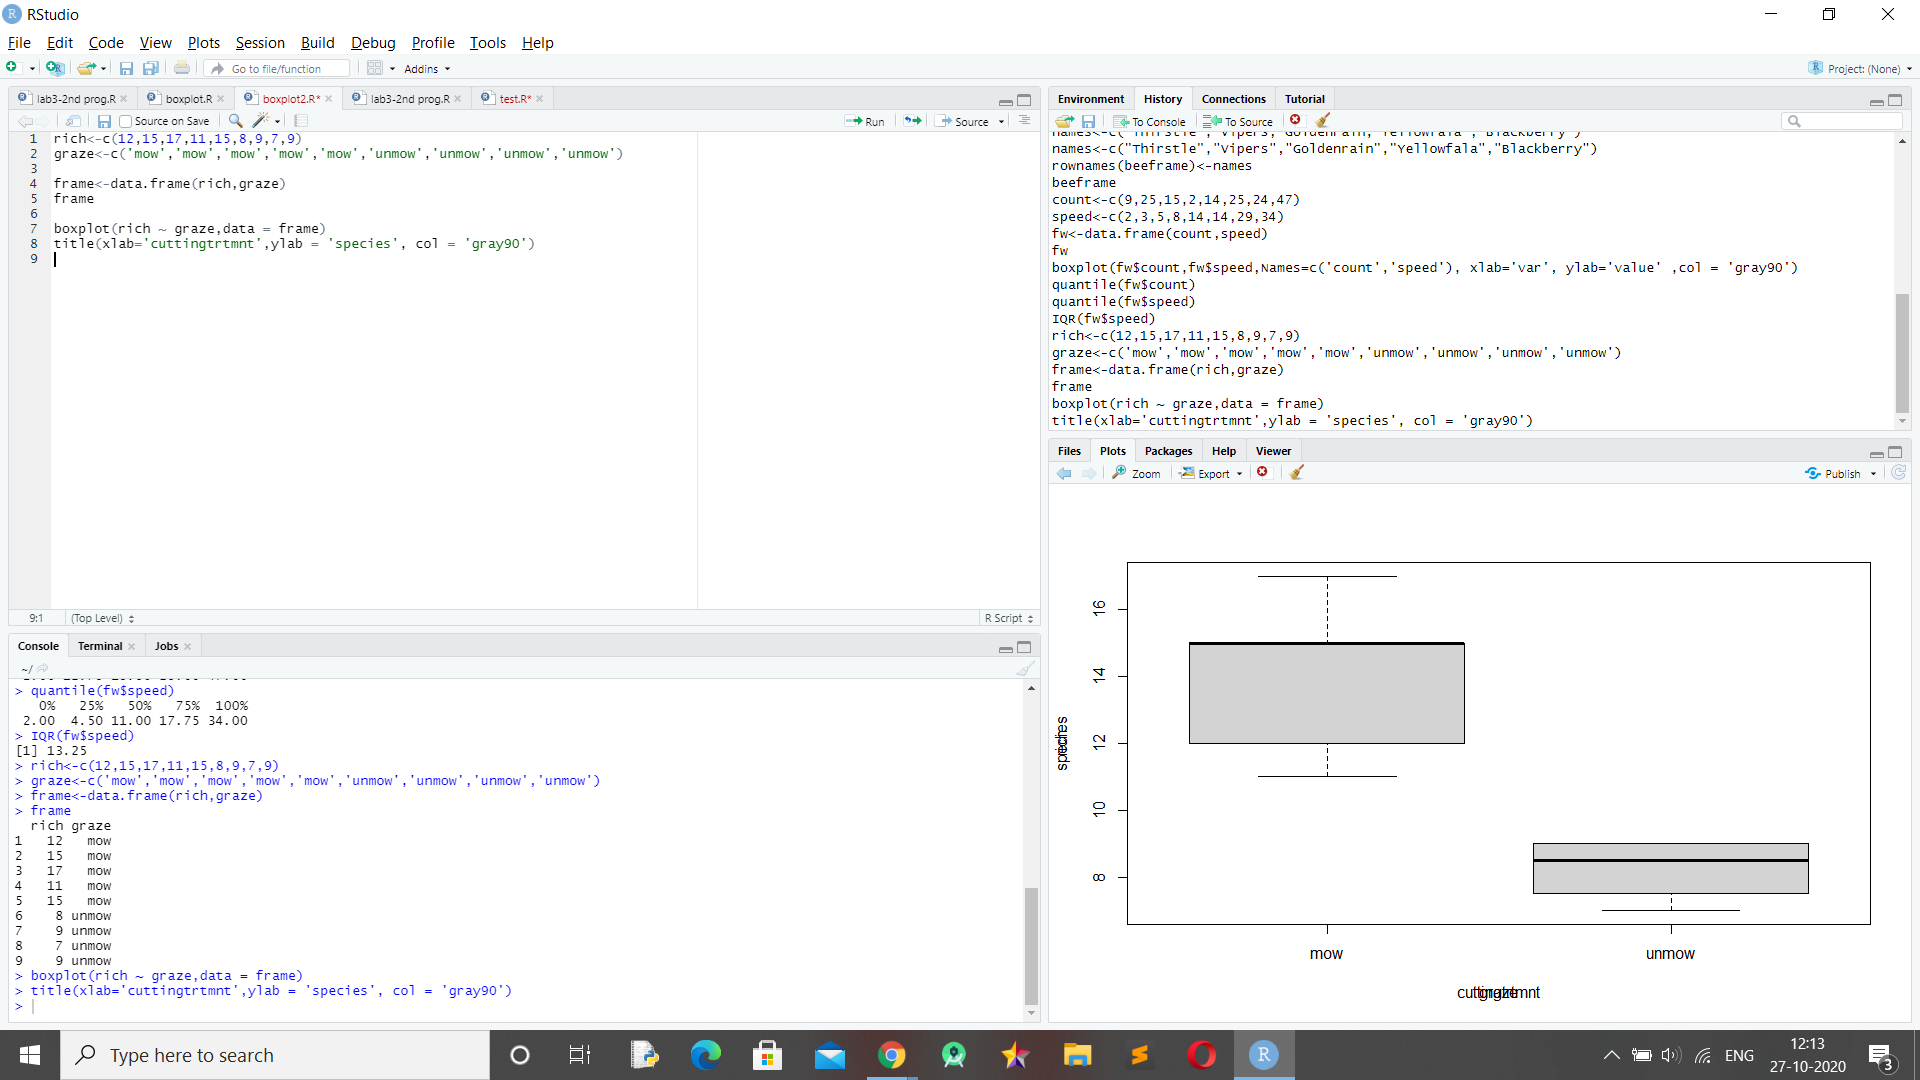 RStudio
File Edit Code View Plots Session Build Debug Profile Tools Help
Go to file/function Addins
Project: (None)
lab3-2nd prog.R boxplot.R boxplot2.R* lab3-2nd prog.R test.R*
Source on Save Run Source
1 rich<-c(12,15,17,11,15,8,9,7,9)
2 graze<-c('mow','mow','mow','mow','mow','unmow','unmow','unmow','unmow')
3
4 frame<-data.frame(rich,graze)
5 frame
6
7 boxplot(rich ~ graze,data = frame)
8 title(xlab='cuttingtrtmnt',ylab = 'species', col = 'gray90')
9
9:1 (Top Level) R Script
Console Terminal Jobs
~/
> quantile(fw$speed)
0% 25% 50% 75% 100%
2.00 4.50 11.00 17.75 34.00
> IQR(fw$speed)
[1] 13.25
> rich<-c(12,15,17,11,15,8,9,7,9)
> graze<-c('mow','mow','mow','mow','mow','unmow','unmow','unmow','unmow')
> frame<-data.frame(rich,graze)
> frame
rich graze
1 12 mow
2 15 mow
3 17 mow
4 11 mow
5 15 mow
6 8 unmow
7 9 unmow
8 7 unmow
9 9 unmow
> boxplot(rich ~ graze,data = frame)
> title(xlab='cuttingtrtmnt',ylab = 'species', col = 'gray90')
>
Environment History Connections Tutorial
To Console To Source
names<-c("Thirstle","Vipers","Goldenrain","Yellowfala","Blackberry")
rownames(beeframe)<-names
beeframe
count<-c(9,25,15,2,14,25,24,47)
speed<-c(2,3,5,8,14,14,29,34)
fw<-data.frame(count,speed)
fw
boxplot(fw$count,fw$speed,Names=c('count','speed'), xlab='var', ylab='value' ,col = 'gray90')
quantile(fw$count)
quantile(fw$speed)
IQR(fw$speed)
rich<-c(12,15,17,11,15,8,9,7,9)
graze<-c('mow','mow','mow','mow','mow','unmow','unmow','unmow','unmow')
frame<-data.frame(rich,graze)
frame
boxplot(rich ~ graze,data = frame)
title(xlab='cuttingtrtmnt',ylab = 'species', col = 'gray90')
Files Plots Packages Help Viewer
Zoom Export Publish
16
14
12
10
8
species
mow unmow
cuttingtrtmnt
Type here to search
ENG
12:13
27-10-2020
3